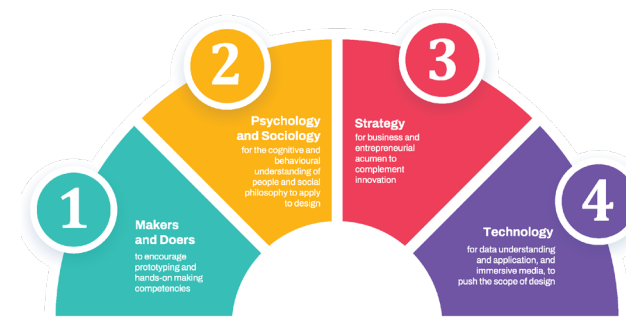 1
Makers
and Doers
to encourage
prototyping and
hands-on making
competencies
2
Psychology
and Sociology
for the cognitive and
behavioural
understanding of
people and social
philosophy to apply
to design
3
Strategy
for business and
entrepreneurial
acumen to
complement
innovation
4
Technology
for data understanding
and application, and
immersive media, to
push the scope of design